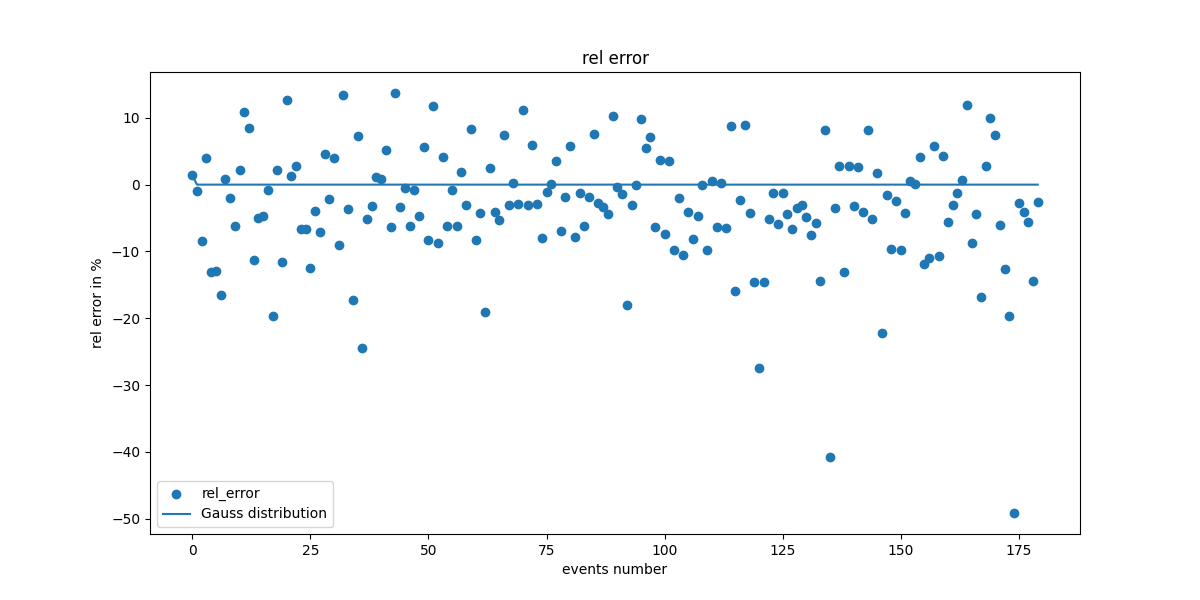 rel error
10
0
−10
−20
−30
−40
−50
rel error in %
rel_error
Gauss distribution
0 25 50 75 100 125 150 175
events number